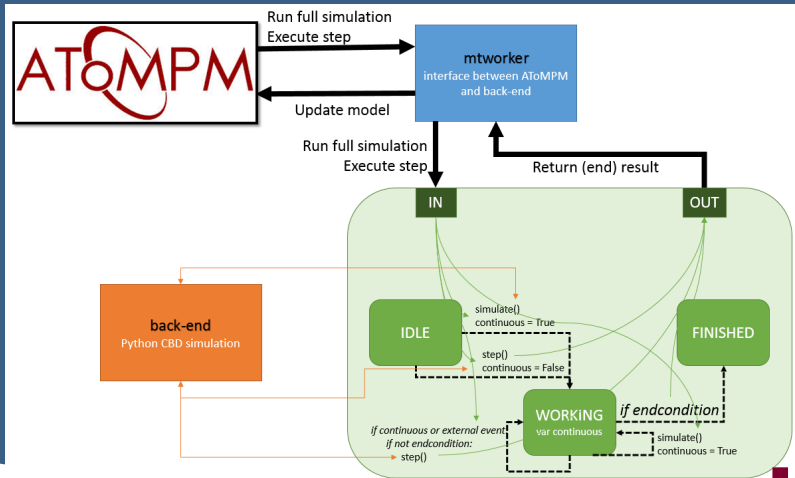 Run full simulation
Execute step
AToMPM
mtworker
interface between AToMPM
and back-end
Update model
Run full simulation
Execute step
Return (end) result
IN
OUT
simulate()
continuous = True
IDLE
FINISHED
back-end
Python CBD simulation
step()
continuous = False
WORKING
var continuous
if endcondition
if continuous or external event
if not endcondition:
step()
simulate()
continuous = True